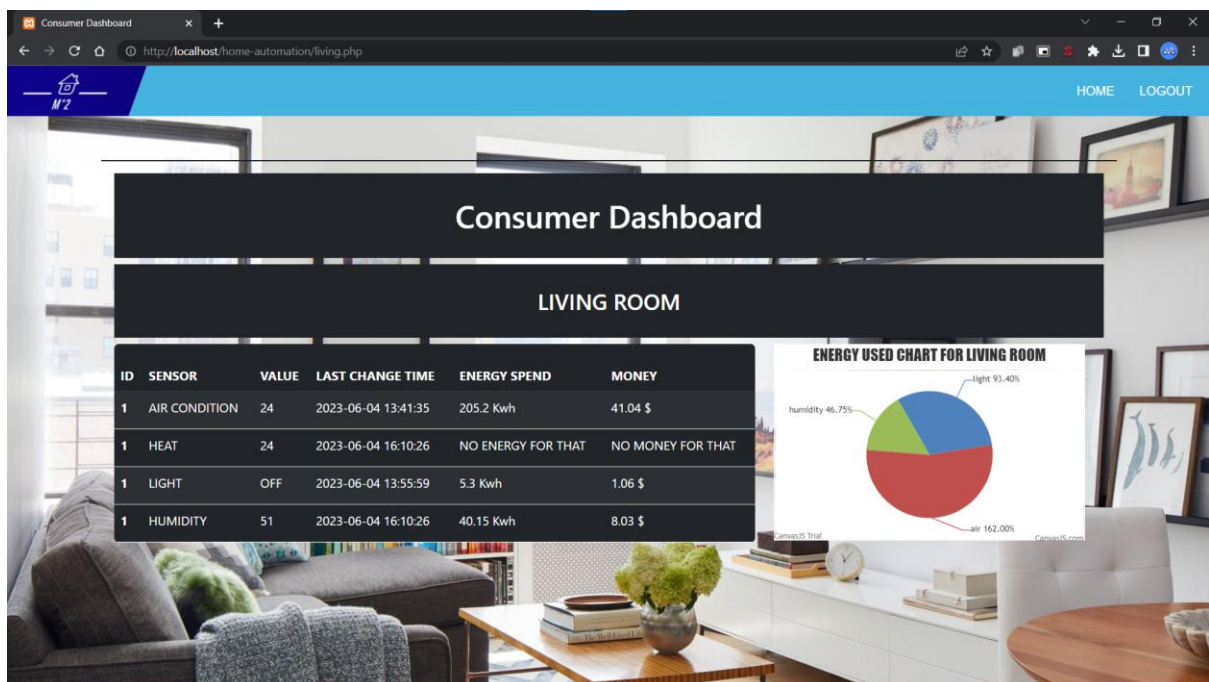 Consumer Dashboard
http://localhost/home-automation/living.php
M²2
HOME LOGOUT
Consumer Dashboard
LIVING ROOM
ID SENSOR VALUE LAST CHANGE TIME ENERGY SPEND MONEY
1 AIR CONDITION 24 2023-06-04 13:41:35 205.2 Kwh 41.04 $
1 HEAT 24 2023-06-04 16:10:26 NO ENERGY FOR THAT NO MONEY FOR THAT
1 LIGHT OFF 2023-06-04 13:55:59 5.3 Kwh 1.06 $
1 HUMIDITY 51 2023-06-04 16:10:26 40.15 Kwh 8.03 $
ENERGY USED CHART FOR LIVING ROOM
light 93.40%
humidity 46.75%
air 162.00%
CanvasJS Trial
CanvasJS.com